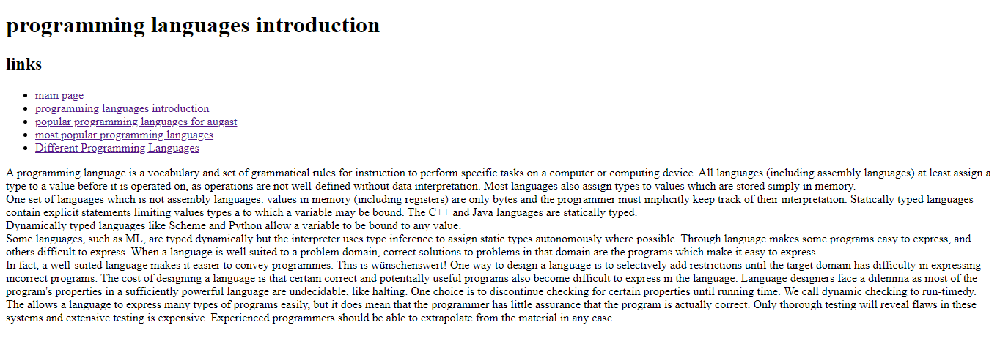 programming languages introduction
links
main page
programming languages introduction
popular programming languages for augast
most popular programming languages
Different Programming Languages
A programming language is a vocabulary and set of grammatical rules for instruction to perform specific tasks on a computer or computing device. All languages (including assembly languages) at least assign a
type to a value before it is operated on, as operations are not well-defined without data interpretation. Most languages also assign types to values which are stored simply in memory.
One set of languages which is not assembly languages: values in memory (including registers) are only bytes and the programmer must implicitly keep track of their interpretation. Statically typed languages
contain explicit statements limiting values types a to which a variable may be bound. The C++ and Java languages are statically typed.
Dynamically typed languages like Scheme and Python allow a variable to be bound to any value.
Some languages, such as ML, are typed dynamically but the interpreter uses type inference to assign static types autonomously where possible. Through language makes some programs easy to express, and
others difficult to express. When a language is well suited to a problem domain, correct solutions to problems in that domain are the programs which make it easy to express.
In fact, a well-suited language makes it easier to convey programmes. This is wünschenswert! One way to design a language is to selectively add restrictions until the target domain has difficulty in expressing
incorrect programs. The cost of designing a language is that certain correct and potentially useful programs also become difficult to express in the language. Language designers face a dilemma as most of the
program's properties in a sufficiently powerful language are undecidable, like halting. One choice is to discontinue checking for certain properties until running time. We call dynamic checking to run-timedy.
The allows a language to express many types of programs easily, but it does mean that the programmer has little assurance that the program is actually correct. Only thorough testing will reveal flaws in these
systems and extensive testing is expensive. Experienced programmers should be able to extrapolate from the material in any case .